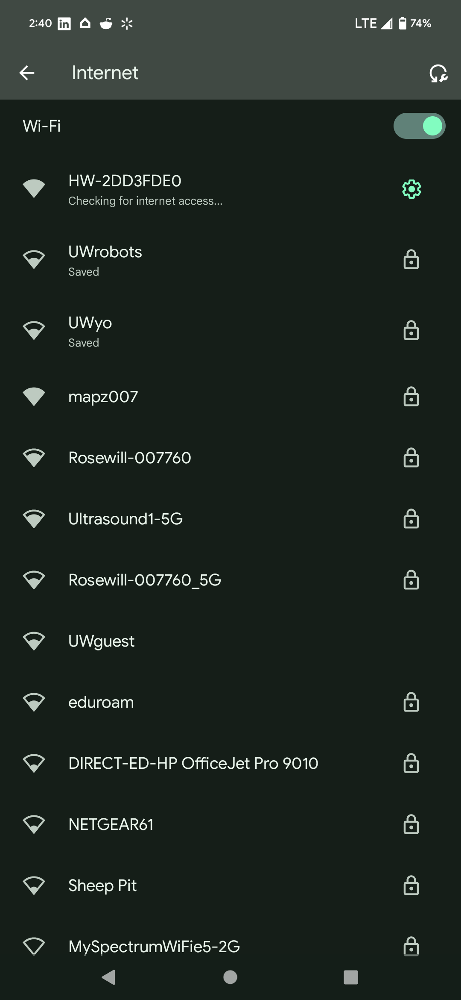 2:40 in LTE 74%
Internet
Wi-Fi
HW-2DD3FDE0
Checking for internet access...
UWrobots
Saved
UWyo
Saved
mapz007
Rosewill-007760
Ultrasound1-5G
Rosewill-007760_5G
UWguest
eduroam
DIRECT-ED-HP OfficeJet Pro 9010
NETGEAR61
Sheep Pit
MySpectrumWiFie5-2G